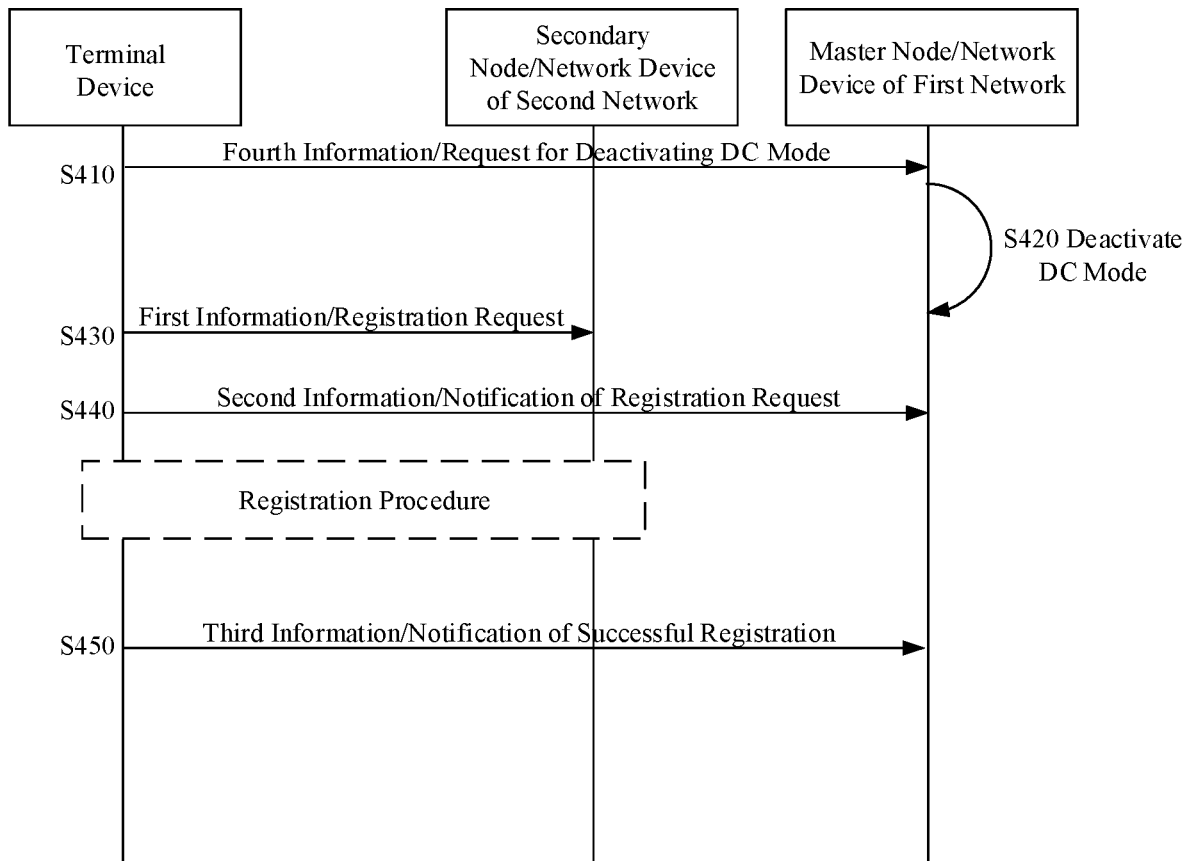 Terminal
Device
Secondary
Node/Network Device
of Second Network
Master Node/Network
Device of First Network
Fourth Information/Request for Deactivating DC Mode
S410
S420 Deactivate
DC Mode
First Information/Registration Request
S430
Second Information/Notification of Registration Request
S440
Registration Procedure
Third Information/Notification of Successful Registration
S450